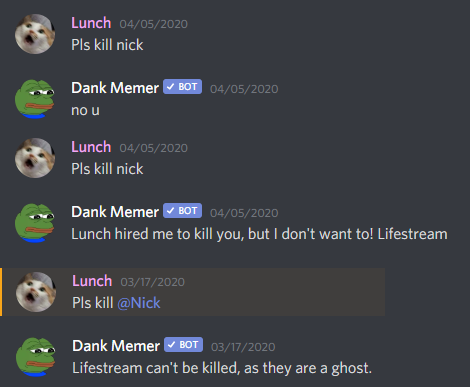 Lunch 04/05/2020
Pls kill nick
Dank Memer BOT 04/05/2020
no u
Lunch 04/05/2020
Pls kill nick
Dank Memer BOT 04/05/2020
Lunch hired me to kill you, but I don't want to! Lifestream
Lunch 03/17/2020
Pls kill @Nick
Dank Memer BOT 03/17/2020
Lifestream can't be killed, as they are a ghost.